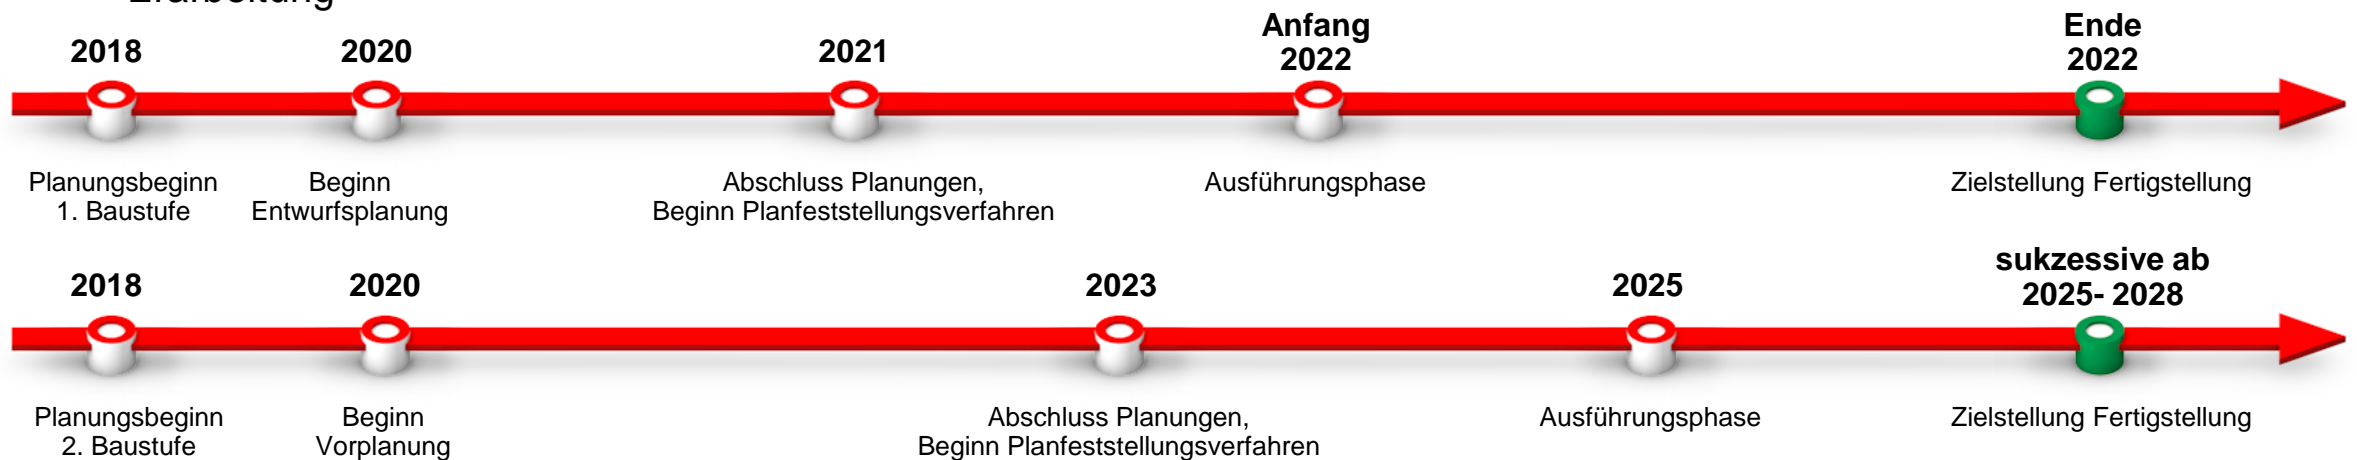 Erarbeitung
2018
2020
2021
Anfang
2022
Ende
2022
Planungsbeginn
1. Baustufe
Beginn
Entwurfsplanung
Abschluss Planungen,
Beginn Planfeststellungsverfahren
Ausführungsphase
Zielstellung Fertigstellung
2018
2020
2023
2025
sukzessive ab
2025- 2028
Planungsbeginn
2. Baustufe
Beginn
Vorplanung
Abschluss Planungen,
Beginn Planfeststellungsverfahren
Ausführungsphase
Zielstellung Fertigstellung